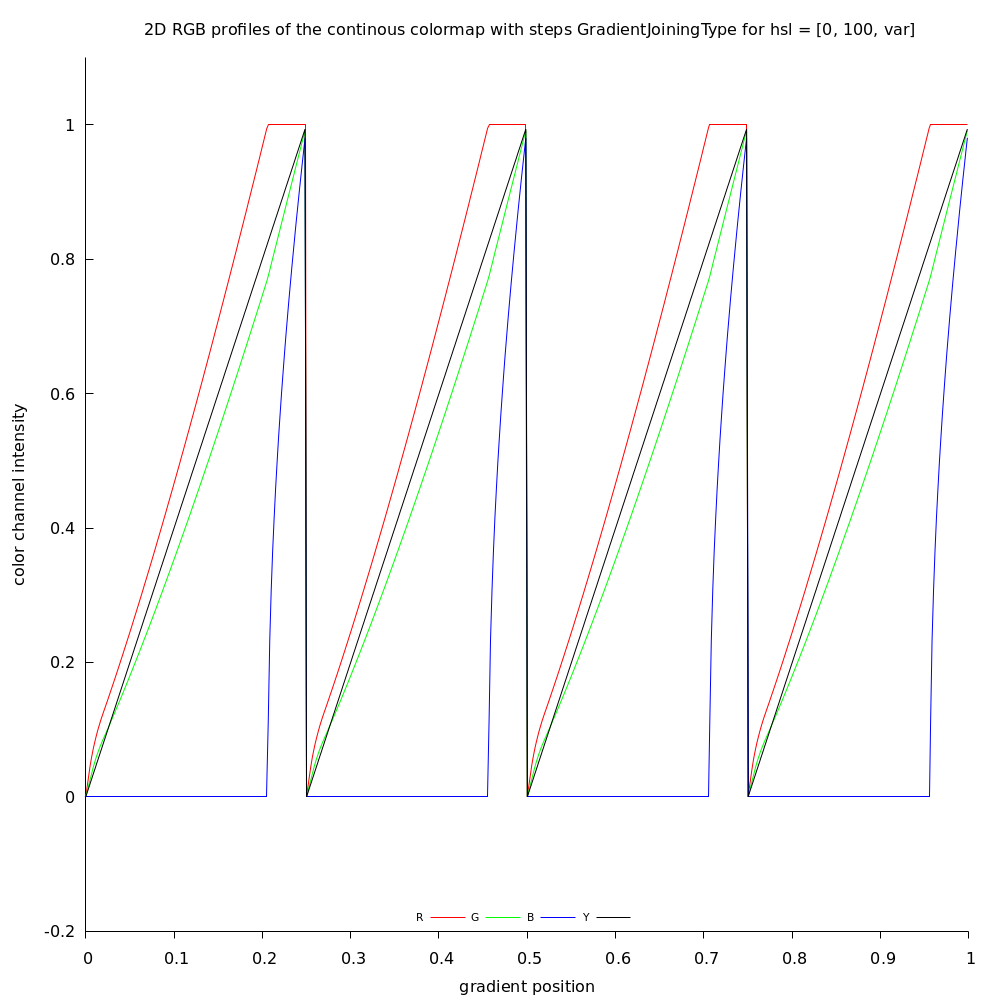 2D RGB profiles of the continous colormap with steps GradientJoiningType for hsl = [0, 100, var]
1
0.8
0.6
0.4
0.2
0
-0.2
color channel intensity
R G B Y
0 0.1 0.2 0.3 0.4 0.5 0.6 0.7 0.8 0.9 1
gradient position